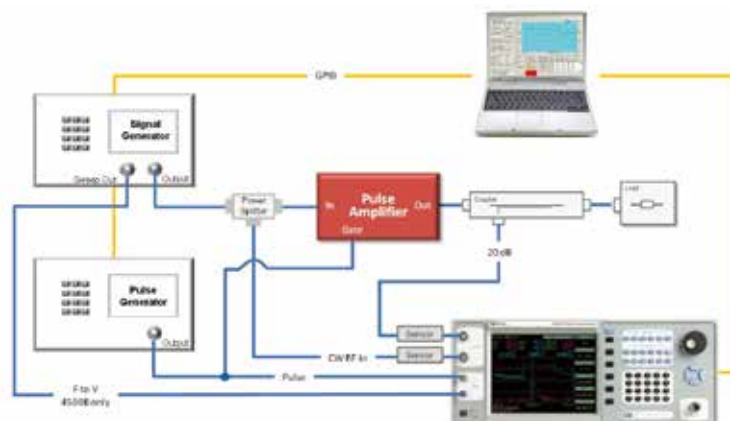 GPIB
Signal
Generator
Sweep Out
Output
Power
Splitter
In
Pulse
Amplifier
Out
Gate
Coupler
Load
20 dB
Pulse
Generator
Output
Sensor
CW RF In
Sensor
Pulse
F to V
4500B only